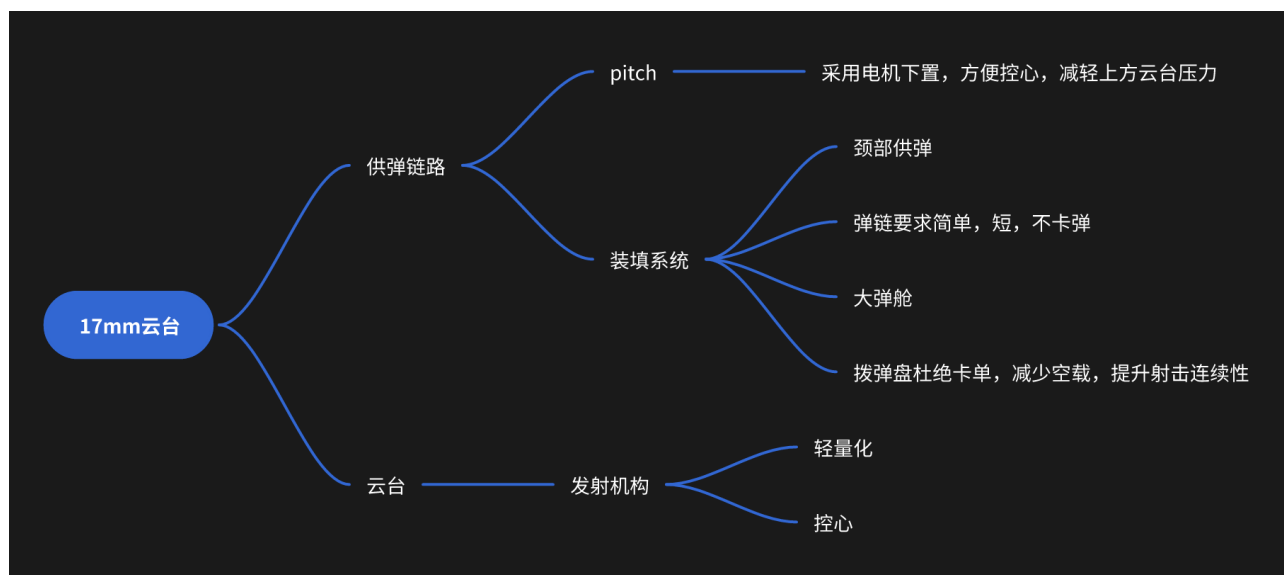 pitch
采用电机下置，方便控心，减轻上方云台压力
颈部供弹
供弹链路
弹链要求简单，短，不卡弹
装填系统
大弹舱
17mm云台
拨弹盘杜绝卡单，减少空载，提升射击连续性
轻量化
云台
发射机构
控心